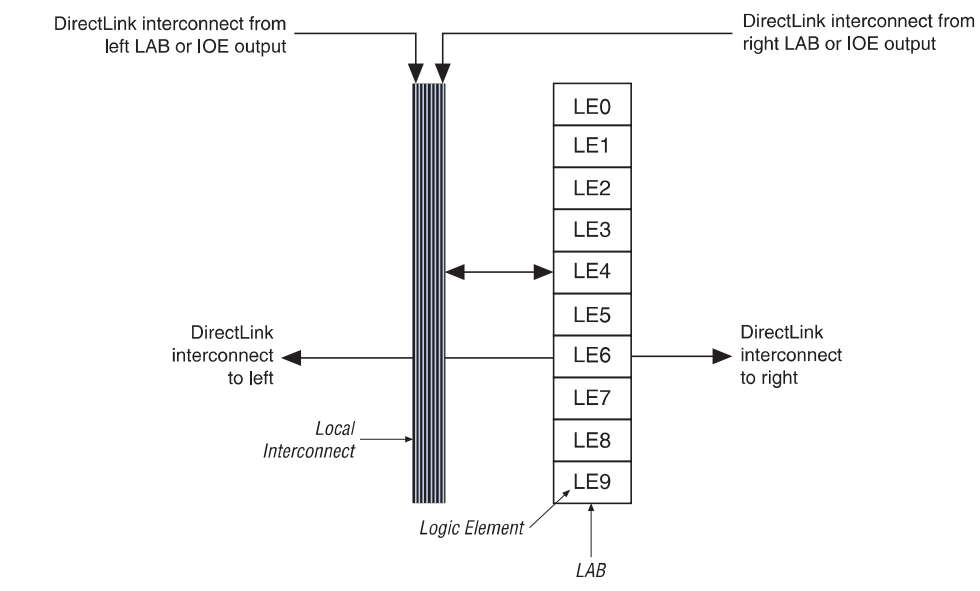 DirectLink interconnect from
left LAB or IOE output
DirectLink interconnect from
right LAB or IOE output
LE0
LE1
LE2
LE3
LE4
LE5
LE6
LE7
LE8
LE9
DirectLink
interconnect
to left
DirectLink
interconnect
to right
Local
Interconnect
Logic Element
LAB